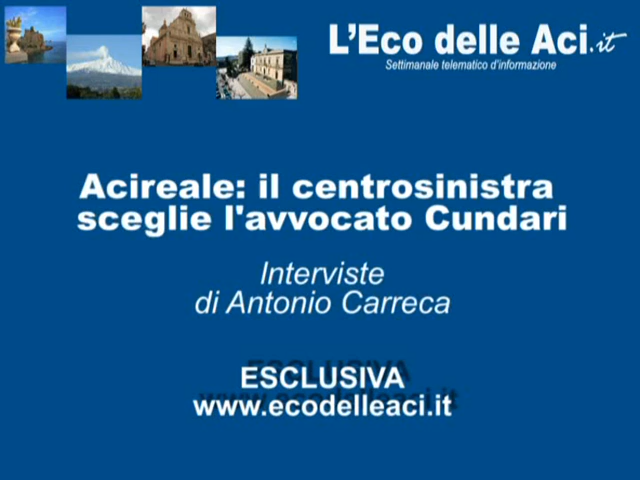 L'Eco delle Aci.it
Settimanale telematico d'informazione
Acireale: il centrosinistra
sceglie l'avvocato Cundari
Interviste
di Antonio Carreca
ESCLUSIVA
www.ecodelleaci.it